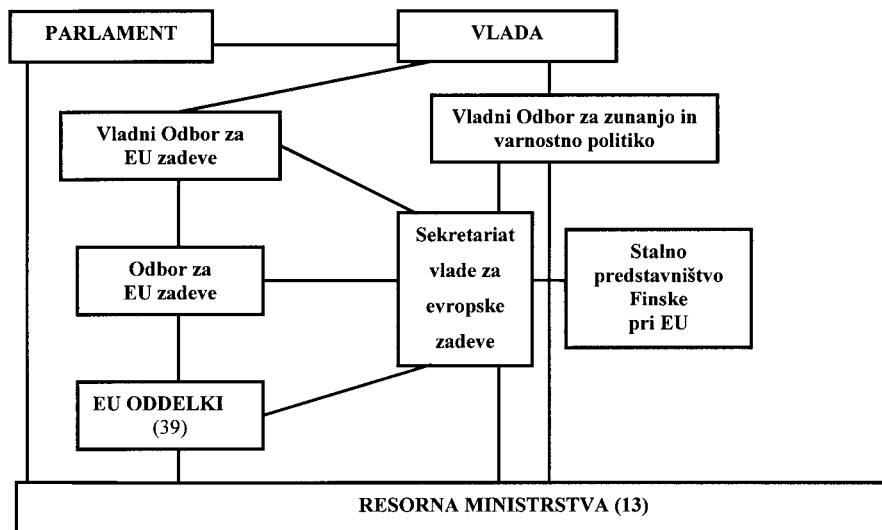 PARLAMENT
VLADA
Vladni Odbor za
EU zadeve
Vladni Odbor za zunanjo in
varnostno politiko
Odbor za
EU zadeve
Sekretariat
vlade za
evropske
zadeve
Stalno
predstavništvo
Finske
pri EU
EU ODDELKI
(39)
RESORNA MINISTRSTVA (13)